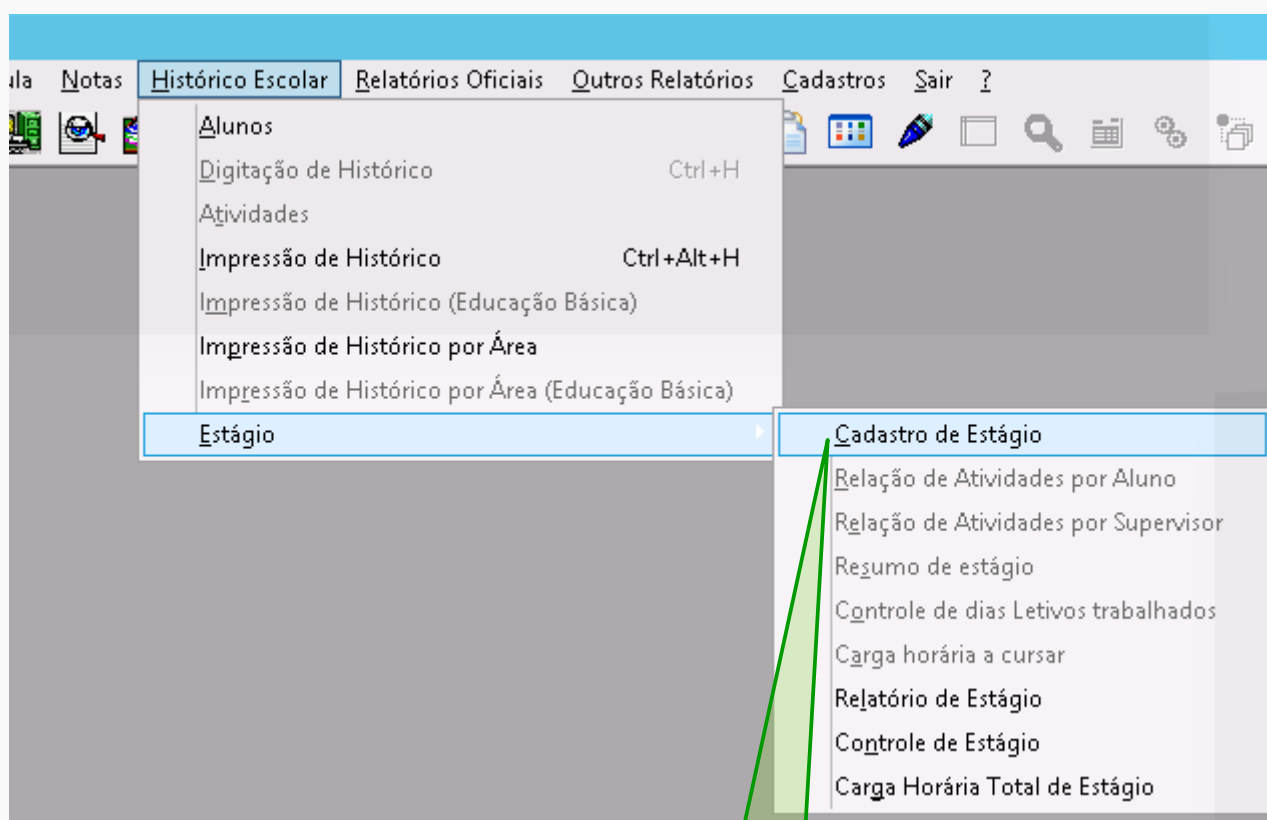 Notas Histórico Escolar Relatórios Oficiais Outros Relatórios Cadastros Sair ?
Alunos
Digitação de Histórico Ctrl+H
Atividades
Impressão de Histórico Ctrl+Alt+H
Impressão de Histórico (Educação Básica)
Impressão de Histórico por Área
Impressão de Histórico por Área (Educação Básica)
Estágio
Cadastro de Estágio
Relação de Atividades por Aluno
Relação de Atividades por Supervisor
Resumo de estágio
Controle de dias Letivos trabalhados
Carga horária a cursar
Relatório de Estágio
Controle de Estágio
Carga Horária Total de Estágio